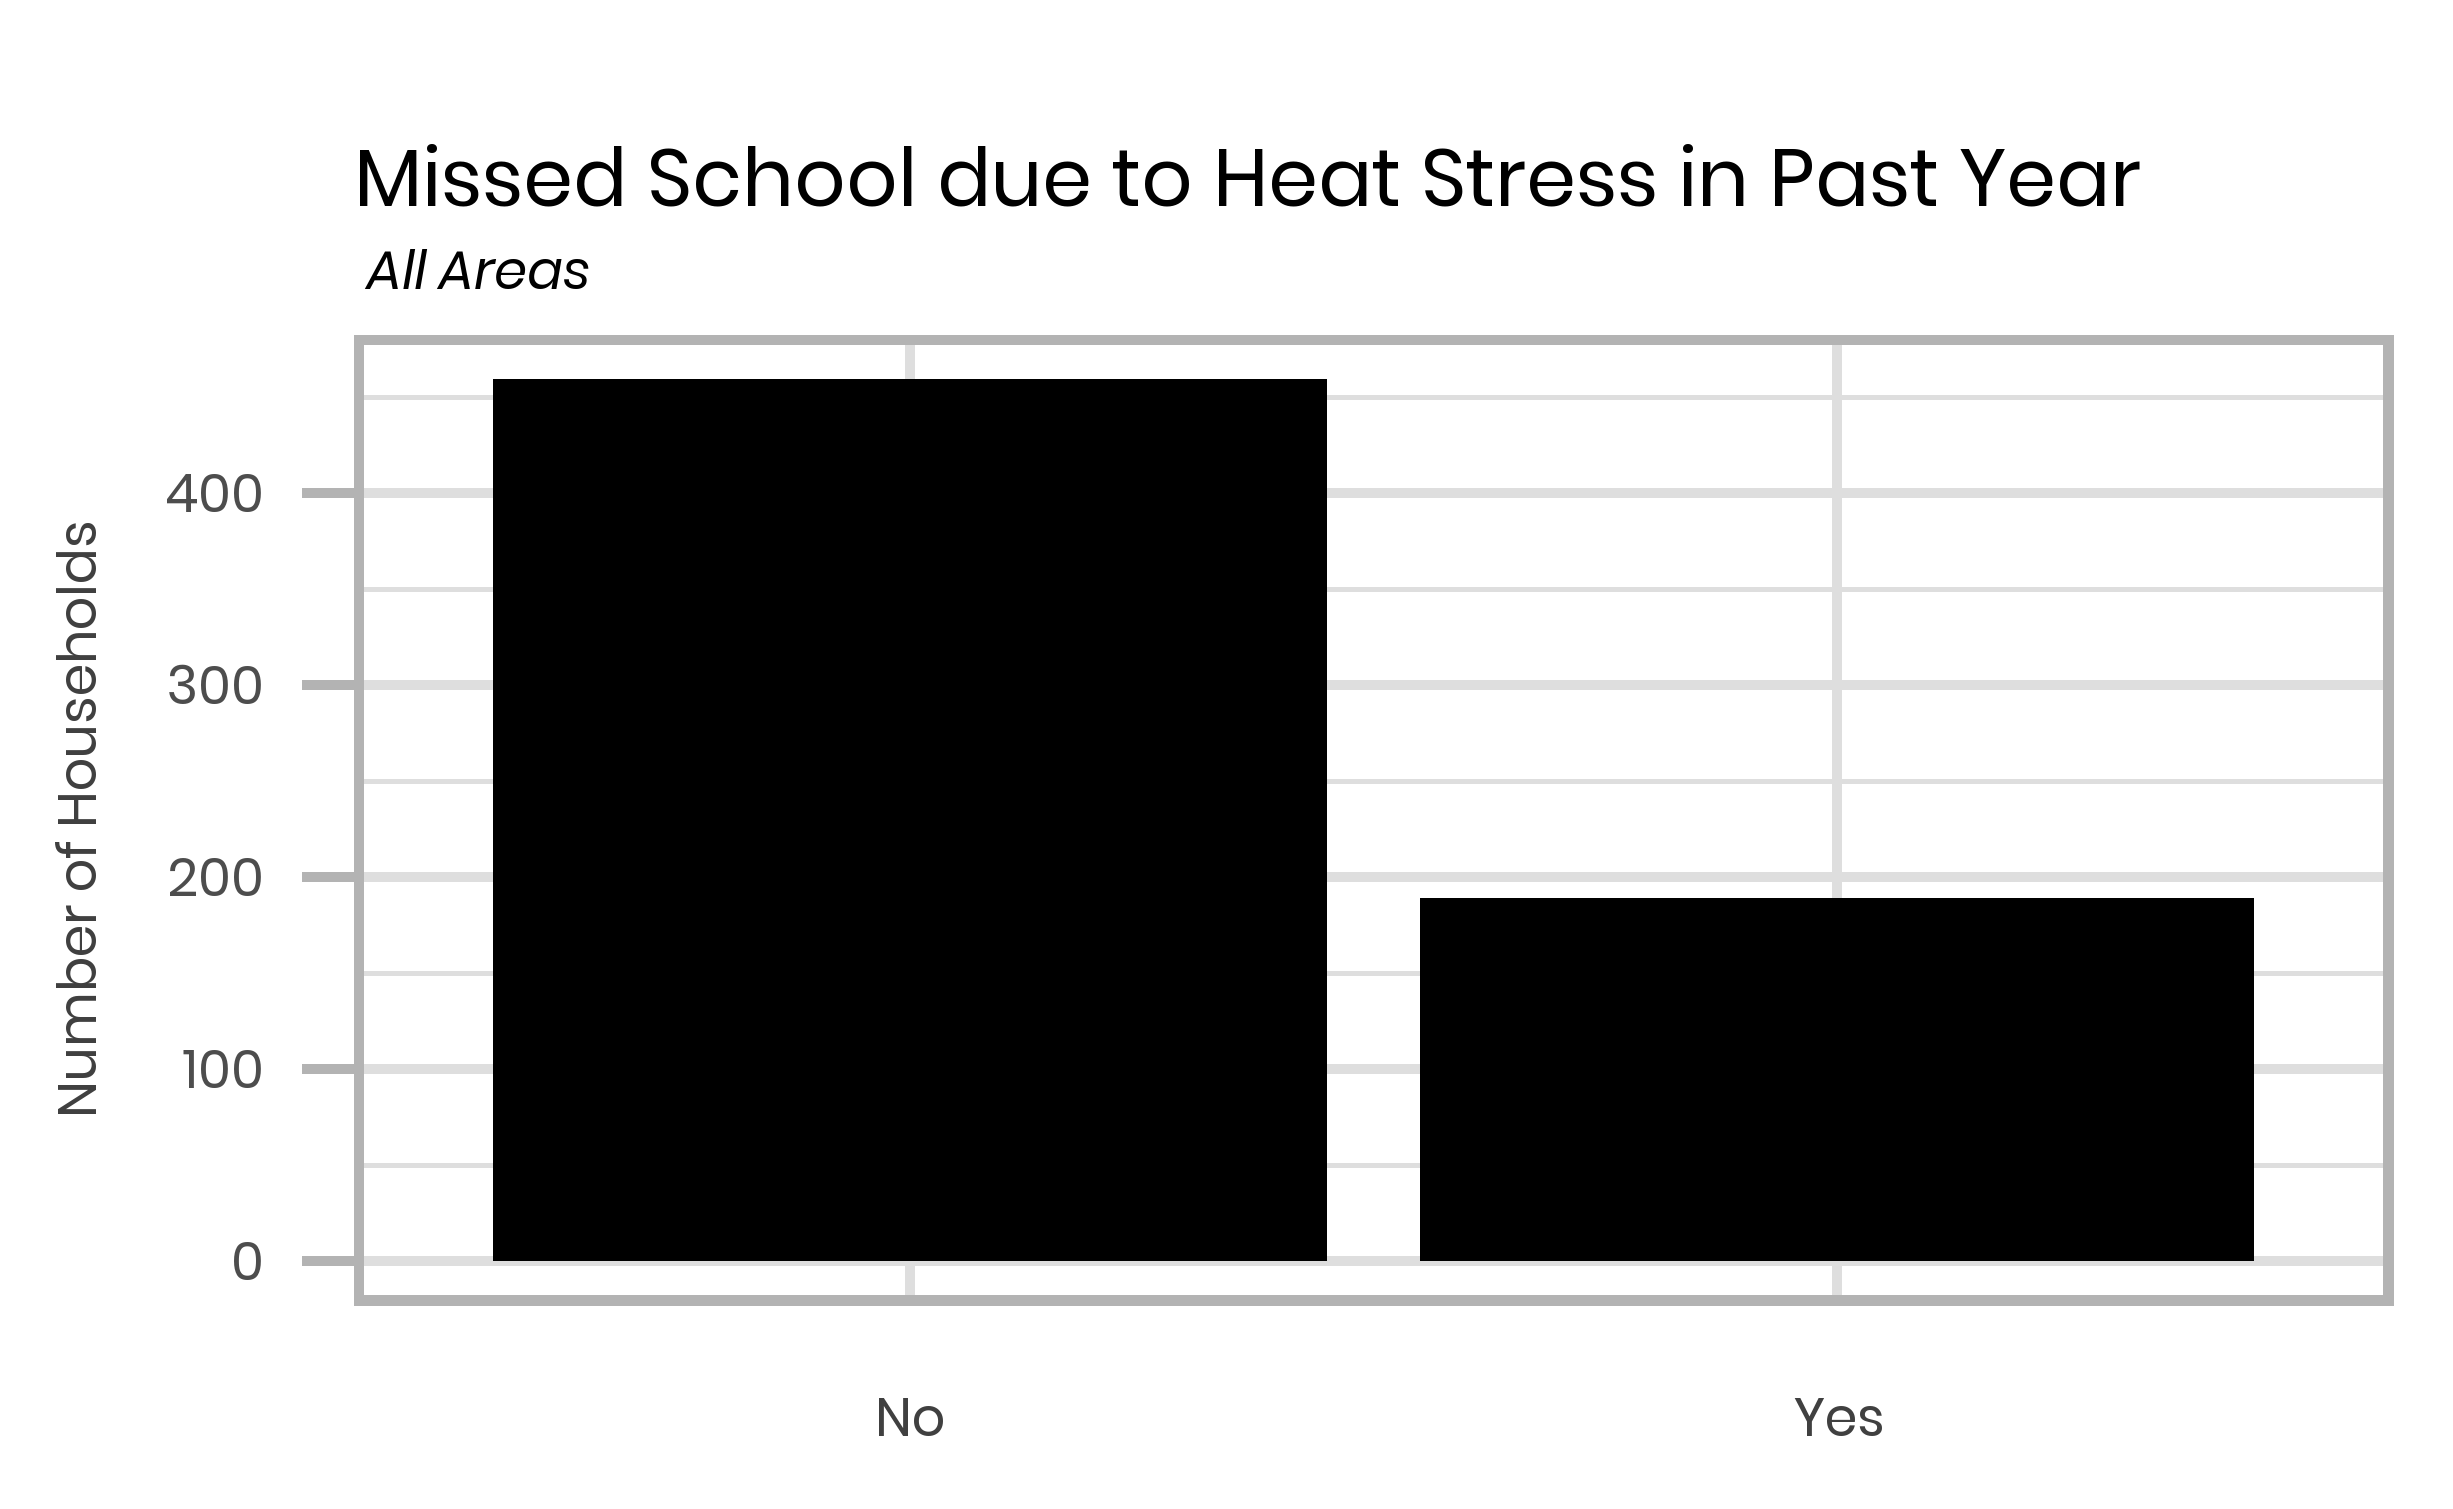 Missed School due to Heat Stress in Past Year
All Areas
Number of Households
400
300
200
100
0
No
Yes